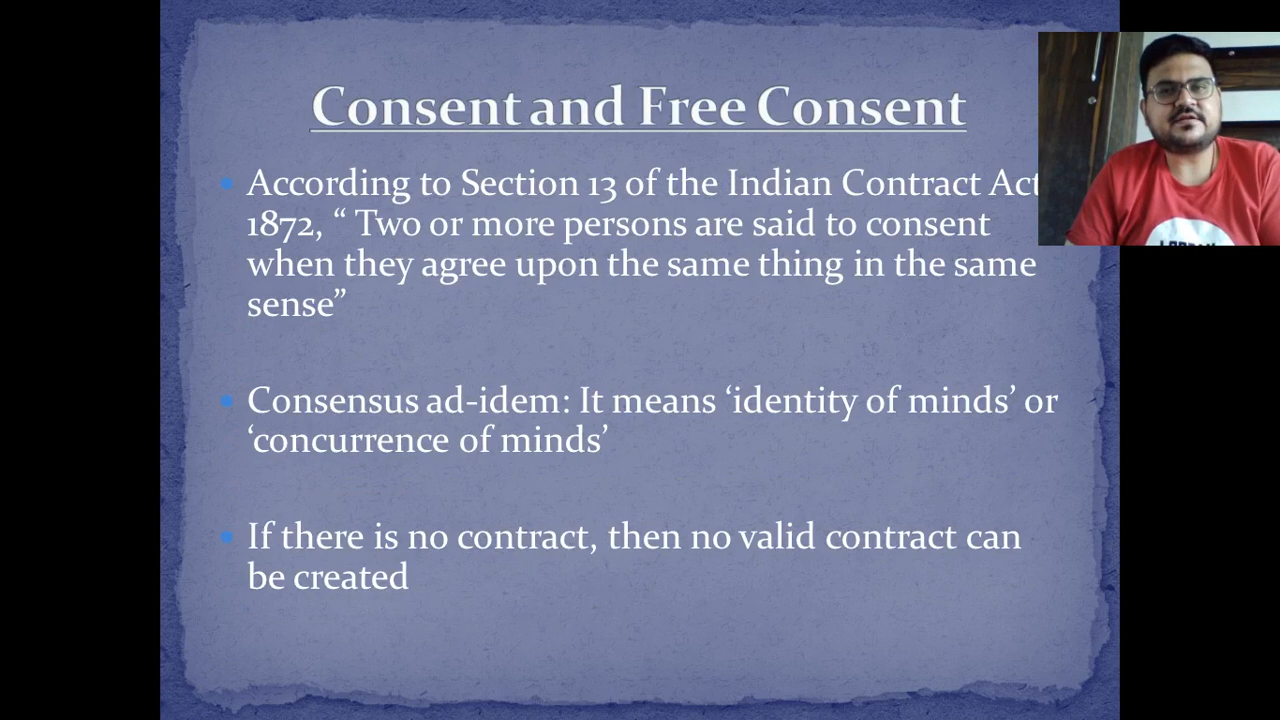 Consent and Free Consent
According to Section 13 of the Indian Contract Act
1872, “ Two or more persons are said to consent
when they agree upon the same thing in the same
sense”
Consensus ad-idem: It means ‘identity of minds’ or
‘concurrence of minds’
If there is no contract, then no valid contract can
be created